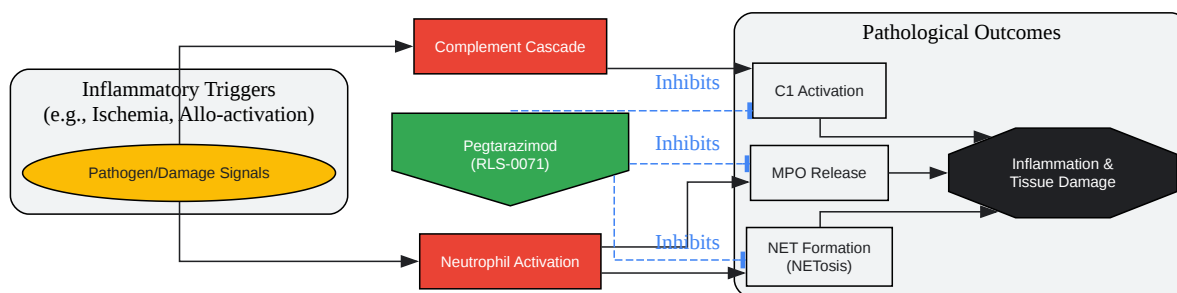 Inflammatory Triggers
(e.g., Ischemia, Allo-activation)
Pathogen/Damage Signals
Complement Cascade
Pegtarazimod
(RLS-0071)
Neutrophil Activation
Inhibits
Inhibits
Inhibits
Pathological Outcomes
C1 Activation
MPO Release
NET Formation
(NETosis)
Inflammation &
Tissue Damage